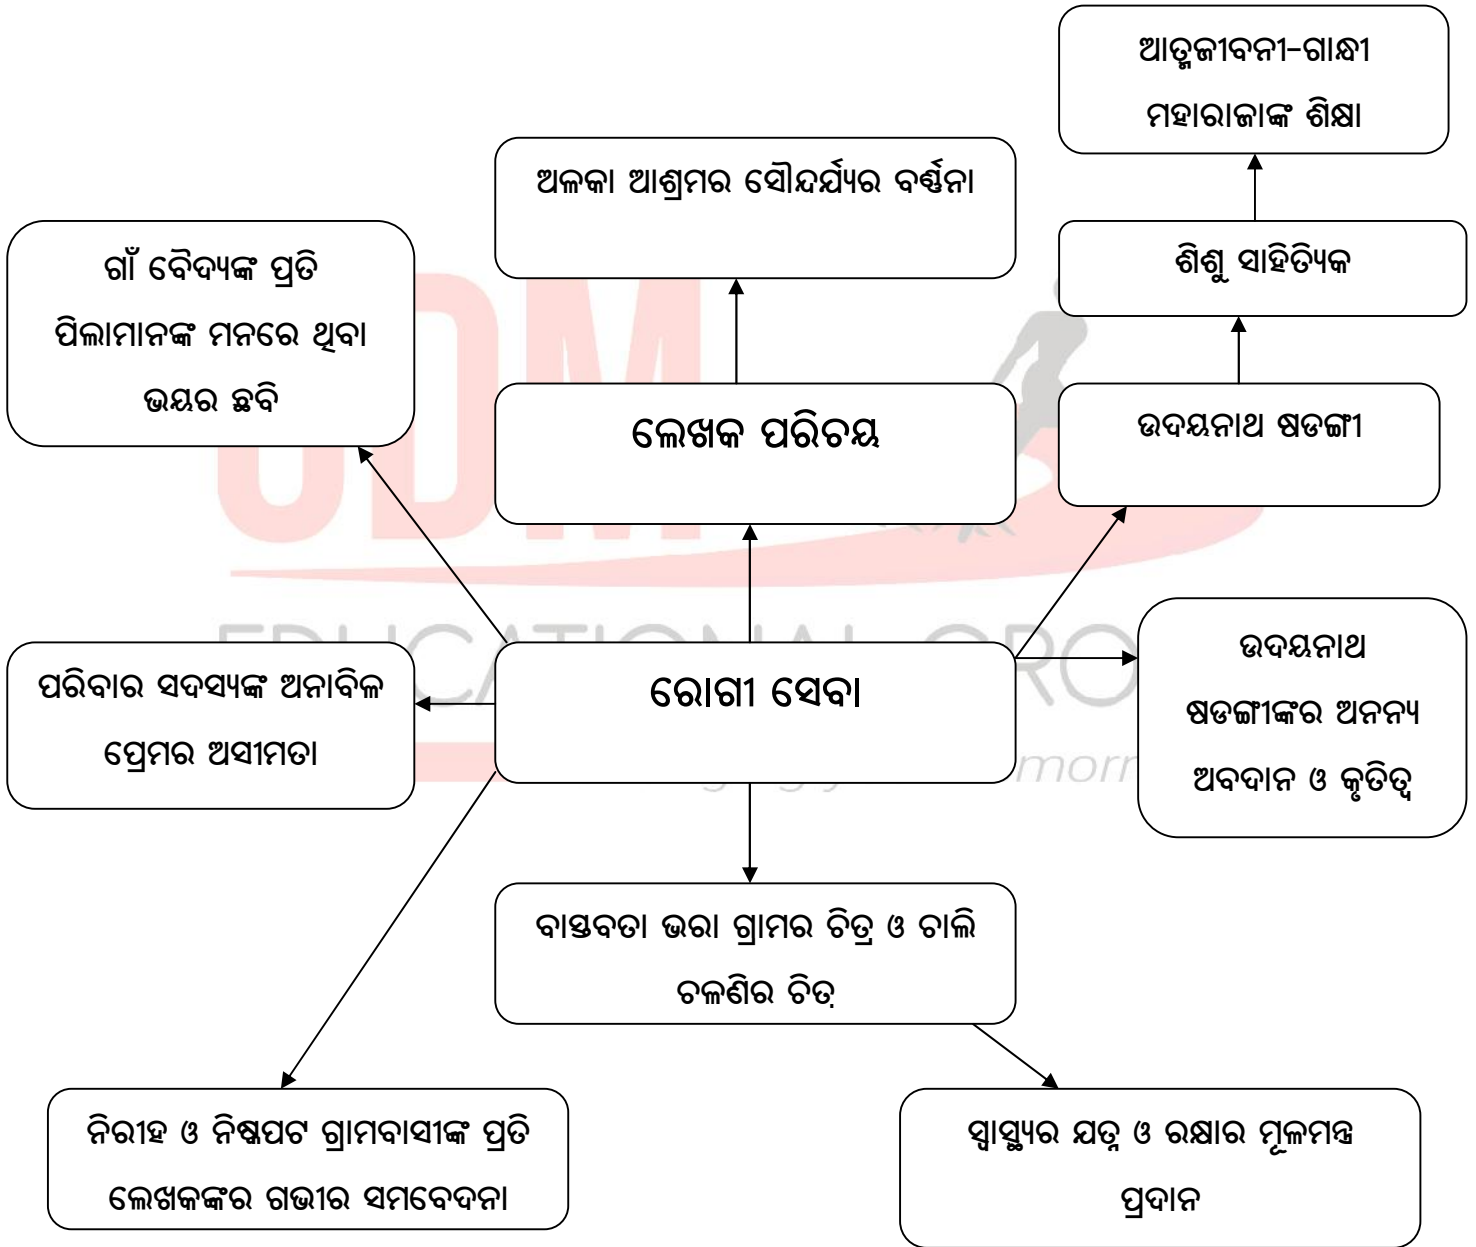 ଆତ୍ମଜୀବନୀ-ଗାନ୍ଧୀ
ମହାରାଜାଙ୍କ ଶିକ୍ଷା
ଅଳକା ଆଶ୍ରମର ସୌନ୍ଦର୍ଯ୍ୟର ବର୍ଣ୍ଣନା
ଶିଶୁ ସାହିତ୍ୟିକ
ଗାଁ ବୈଦ୍ୟଙ୍କ ପ୍ରତି
ପିଲାମାନଙ୍କ ମନରେ ଥିବା
ଭୟର ଛବି
ଲେଖକ ପରିଚୟ
ଉଦୟନାଥ ଷଡଙ୍ଗୀ
ପରିବାର ସଦସ୍ୟଙ୍କ ଅନାବିଳ
ପ୍ରେମର ଅସୀମତା
ରୋଗୀ ସେବା
ଉଦୟନାଥ
ଷଡଙ୍ଗୀଙ୍କର ଅନନ୍ୟ
ଅବଦାନ ଓ କୃତିତ୍ୱ
ବାସ୍ତବତା ଭରା ଗ୍ରାମର ଚିତ୍ର ଓ ଚାଲି
ଚଳଣିର ଚିତ୍ର
ନିରୀହ ଓ ନିଷ୍କପଟ ଗ୍ରାମବାସୀଙ୍କ ପ୍ରତି
ଲେଖକଙ୍କର ଗଭୀର ସମବେଦନା
ସ୍ୱାସ୍ଥ୍ୟର ଯତ୍ନ ଓ ରକ୍ଷାର ମୂଳମନ୍ତ୍ର
ପ୍ରଦାନ
EDUCATIONAL